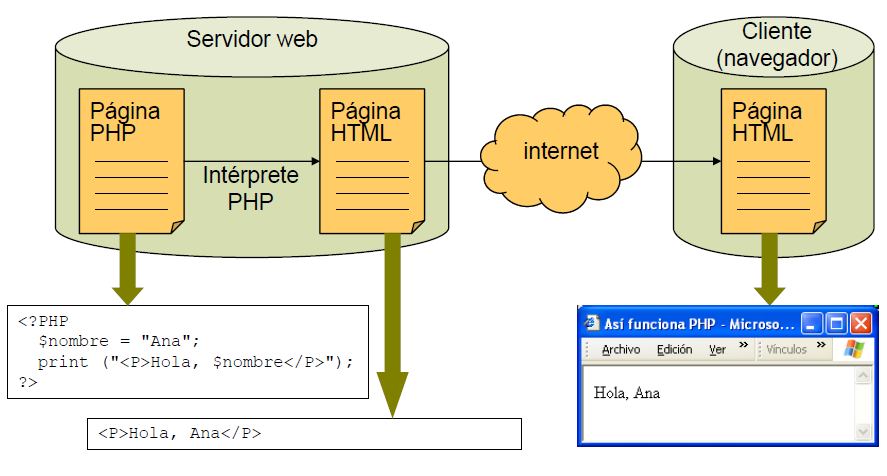 Servidor web
Cliente
(navegador)
Página
PHP
Página
HTML
Página
HTML
Intérprete
PHP
internet
<?PHP
  $nombre = "Ana";
  print ("<P>Hola, $nombre</P>");
?>
<P>Hola, Ana</P>
Así funciona PHP - Microso...
Archivo Edición Ver » Vínculos »
Hola, Ana